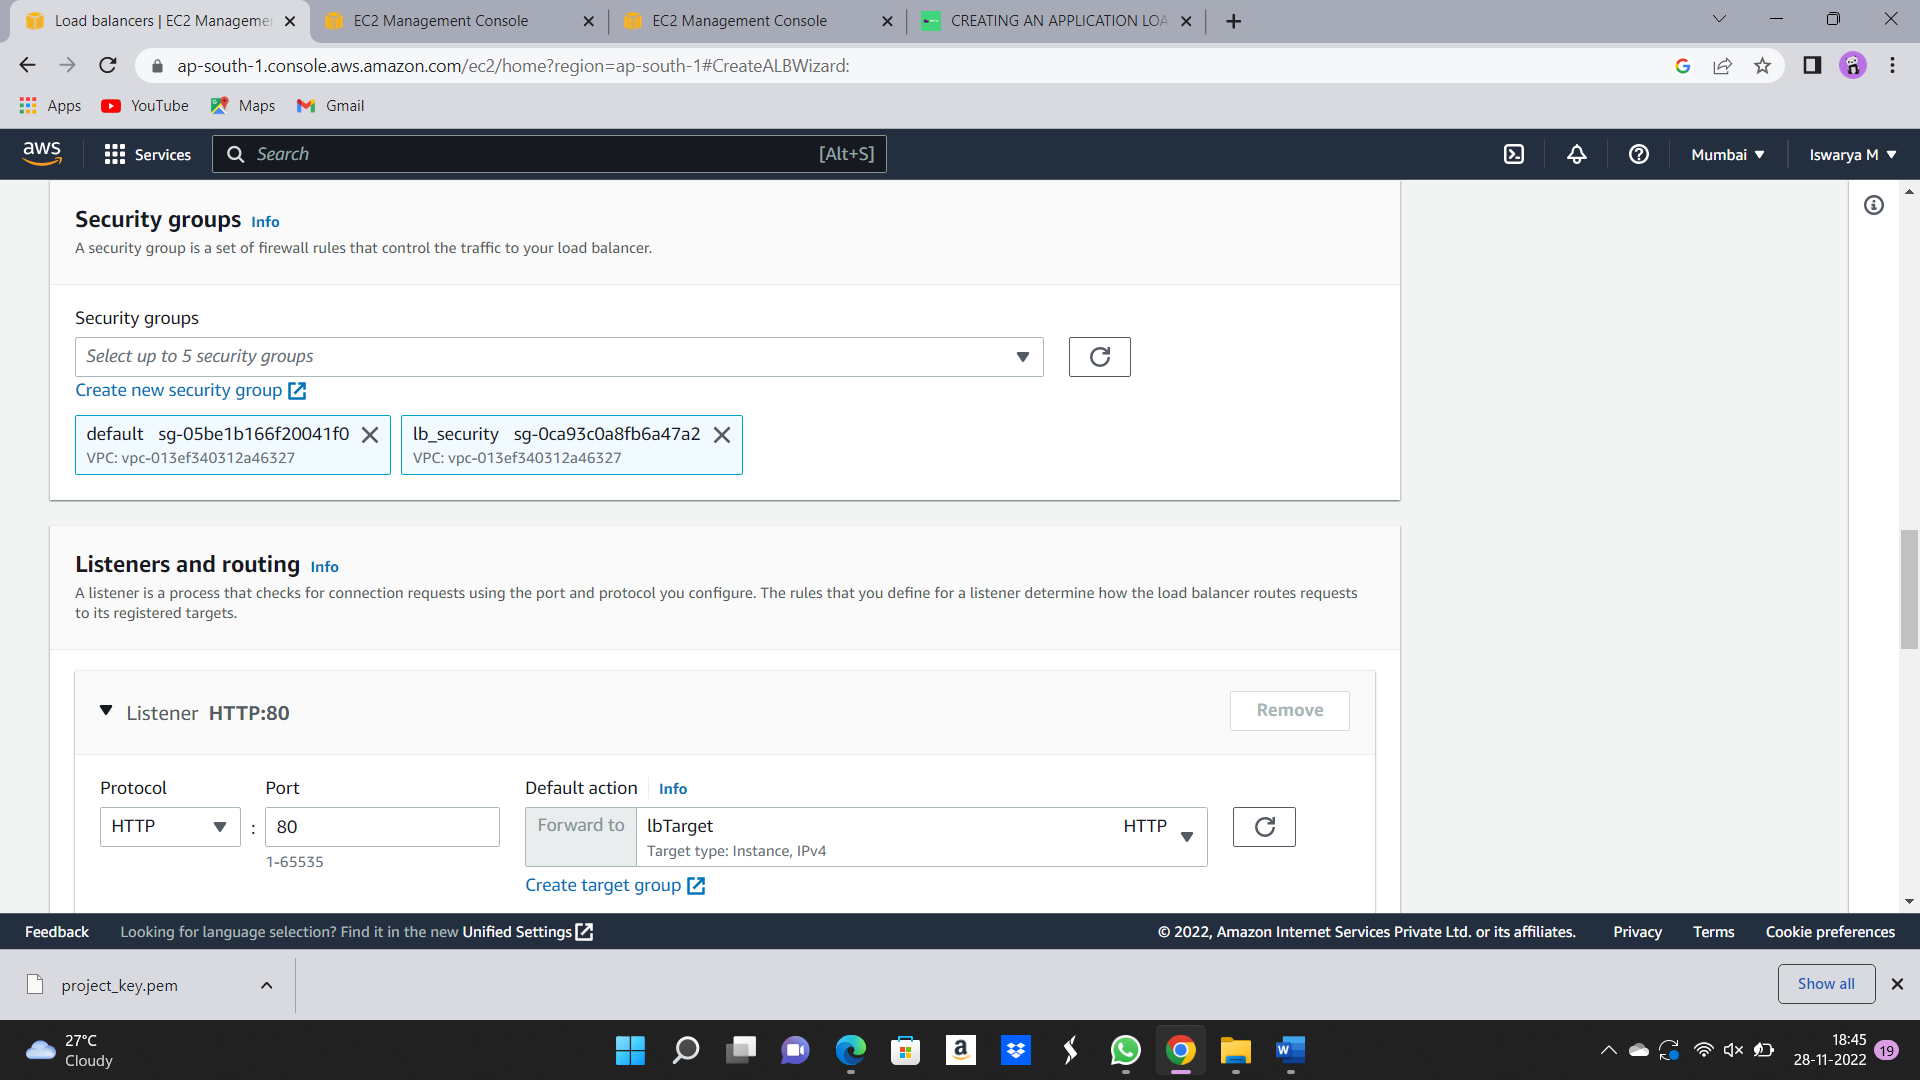 Load balancers | EC2 Managemen
EC2 Management Console
EC2 Management Console
CREATING AN APPLICATION LOA
ap-south-1.console.aws.amazon.com/ec2/home?region=ap-south-1#CreateALBWizard:
Apps
YouTube
Maps
Gmail
aws
Services
Search
[Alt+S]
Mumbai
Iswarya M
Security groups Info
A security group is a set of firewall rules that control the traffic to your load balancer.
Security groups
Select up to 5 security groups
Create new security group
default sg-05be1b166f20041f0
VPC: vpc-013ef340312a46327
lb_security sg-0ca93c0a8fb6a47a2
VPC: vpc-013ef340312a46327
Listeners and routing Info
A listener is a process that checks for connection requests using the port and protocol you configure. The rules that you define for a listener determine how the load balancer routes requests
to its registered targets.
Listener HTTP:80
Remove
Protocol
Port
Default action
Info
HTTP
:
80
1-65535
Forward to
lbTarget
HTTP
Target type: Instance, IPv4
Create target group
Feedback
Looking for language selection? Find it in the new Unified Settings
© 2022, Amazon Internet Services Private Ltd. or its affiliates.
Privacy
Terms
Cookie preferences
project_key.pem
Show all
27°C
Cloudy
18:45
28-11-2022
19